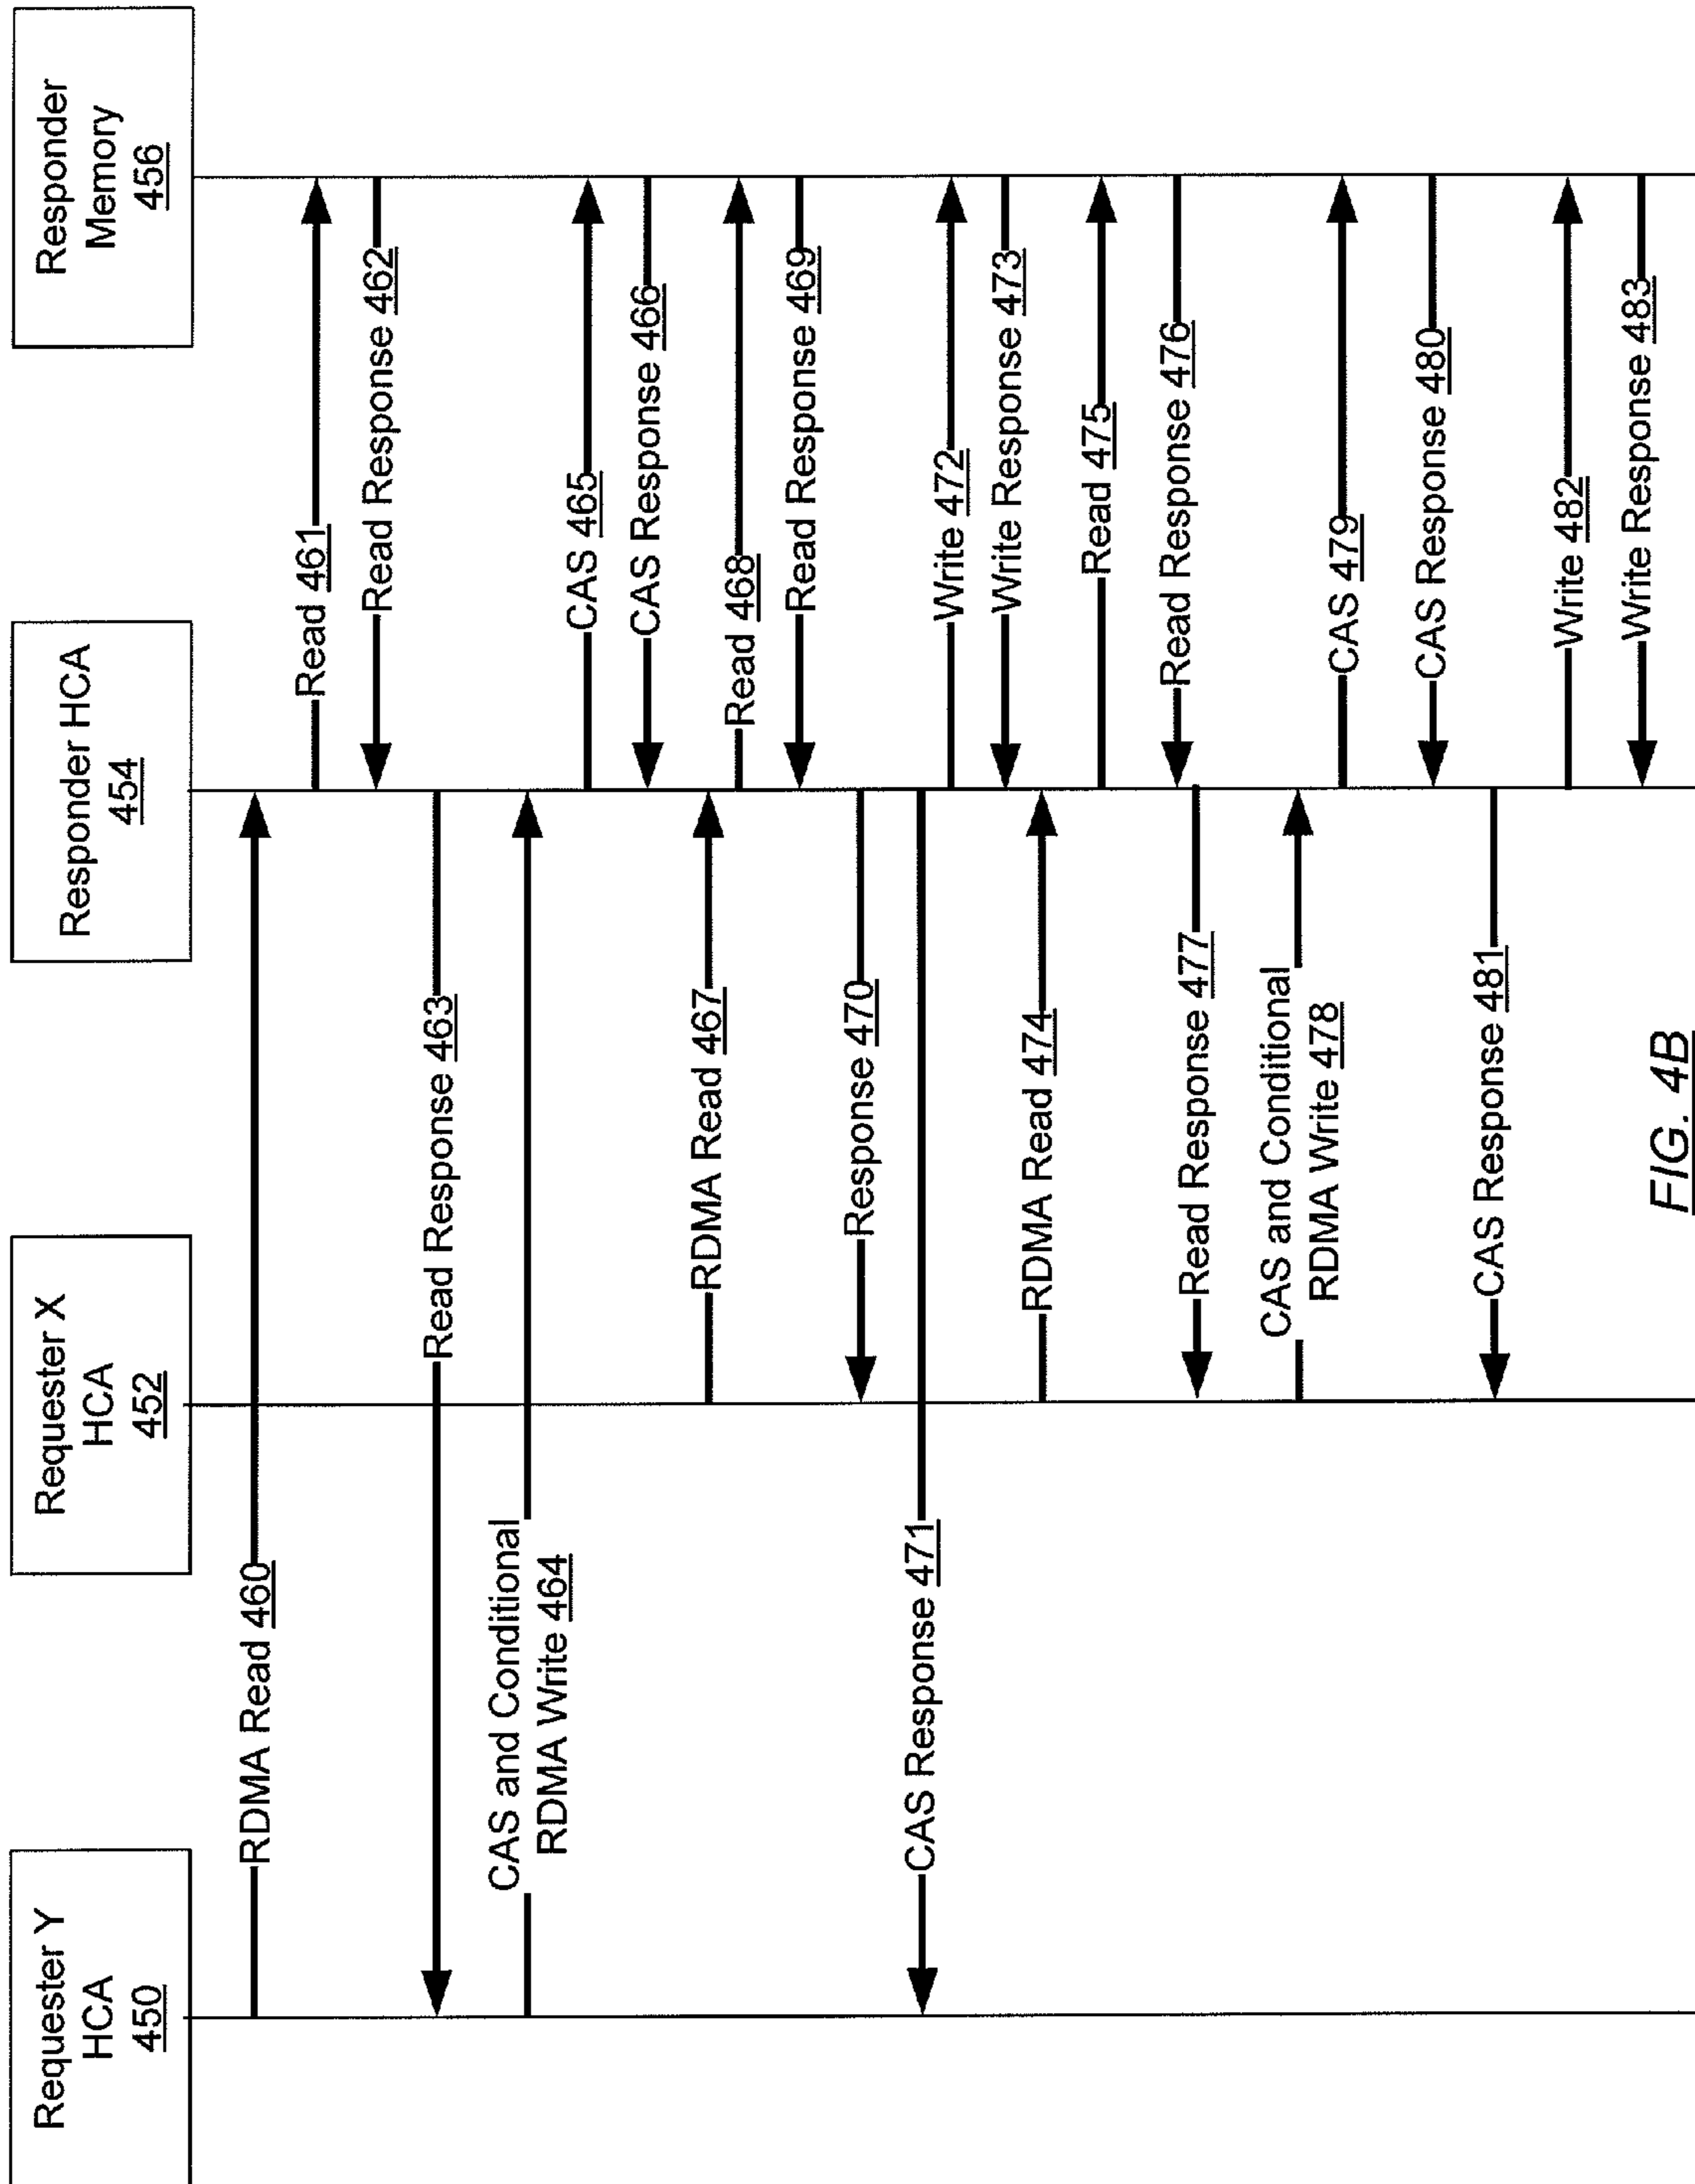 Requester Y
HCA
450
Requester X
HCA
452
Responder HCA
454
Responder
Memory
456
RDMA Read 460
Read 461
Read Response 462
Read Response 463
CAS and Conditional
RDMA Write 464
CAS 465
CAS Response 466
RDMA Read 467
Read 468
Read Response 469
Response 470
CAS Response 471
Write 472
Write Response 473
RDMA Read 474
Read 475
Read Response 476
Read Response 477
CAS and Conditional
RDMA Write 478
CAS 479
CAS Response 480
CAS Response 481
Write 482
Write Response 483
FIG. 4B